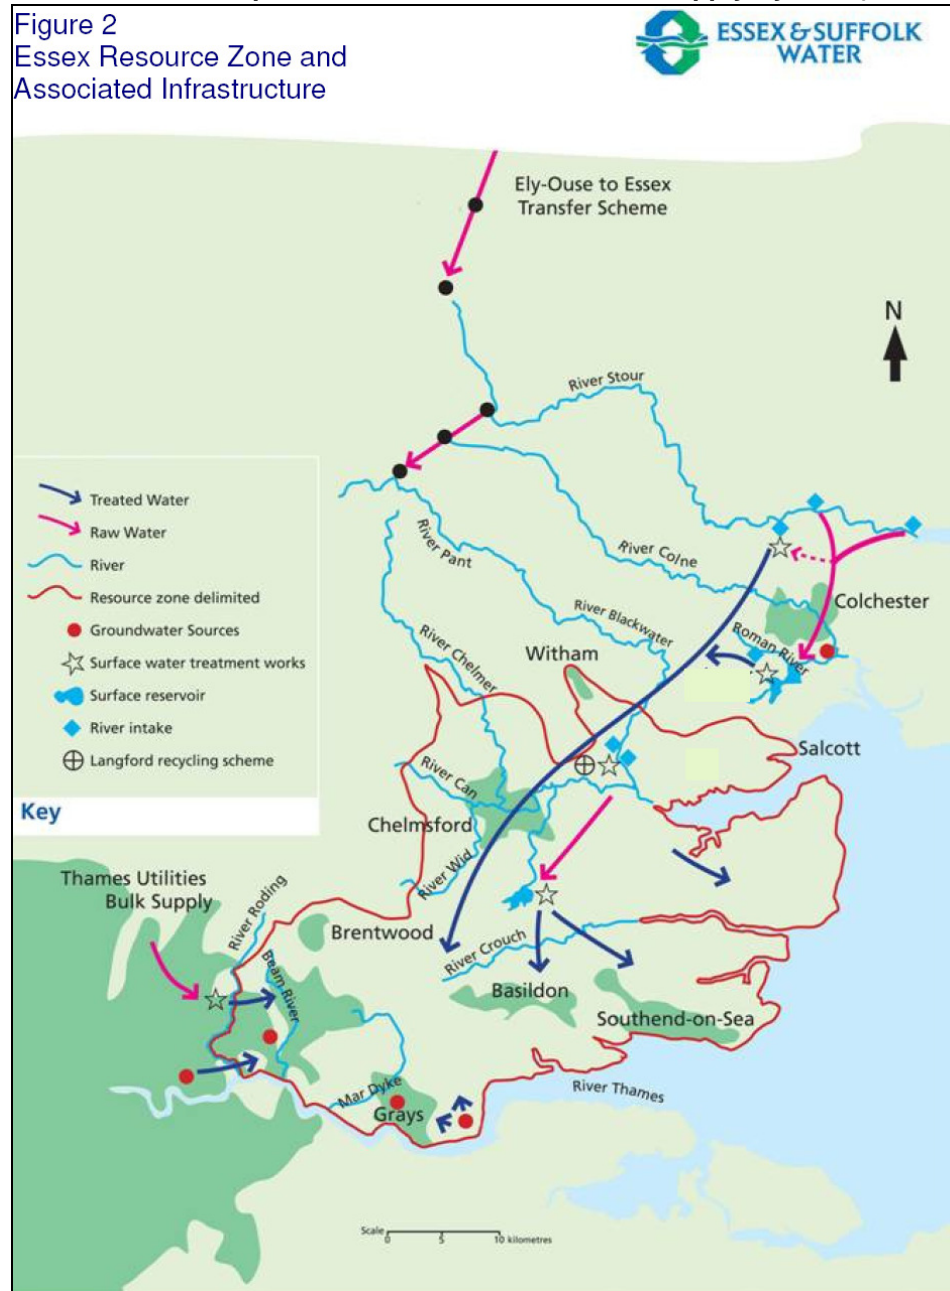 Figure 2
Essex Resource Zone and
Associated Infrastructure
ESSEX & SUFFOLK
WATER
Ely-Ouse to Essex
Transfer Scheme
N
River Stour
Treated Water
Raw Water
River
Resource zone delimited
Groundwater Sources
Surface water treatment works
Surface reservoir
River intake
Langford recycling scheme
Key
River Pant
River Colne
Colchester
River Blackwater
Roman River
River Chelmer
Witham
Salcott
River Can
Chelmsford
River Wid
Thames Utilities
Bulk Supply
River Roding
Brentwood
River Crouch
Beam River
Basildon
Southend-on-Sea
Mar Dyke
Grays
River Thames
Scale
0 5 10 kilometres